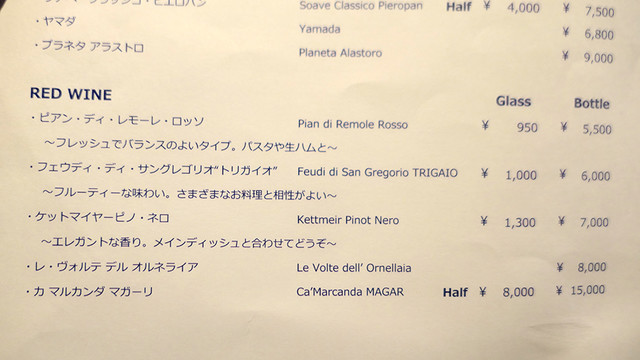 Soave Classico Pieropan Half ¥ 4,000 ¥ 7,500
・ヤマダ Yamada ¥ 6,800
・プラネタ アラストロ Planeta Alastoro ¥ 9,000
RED WINE Glass Bottle
・ピアン・ディ・レモーレ・ロッソ Pian di Remole Rosso ¥ 950 ¥ 5,500
～フレッシュでバランスのよいタイプ。パスタや生ハムと～
・フェウディ・ディ・サングレゴリオ“トリガイオ” Feudi di San Gregorio TRIGAIO ¥ 1,000 ¥ 6,000
～フルーティーな味わい。さまざまなお料理と相性がよい～
・ケットマイヤーピノ・ネロ Kettmeir Pinot Nero ¥ 1,300 ¥ 7,000
～エレガントな香り。メインディッシュと合わせてどうぞ～
・レ・ヴォルテ デル オルネライア Le Volte dell’ Ornellaia ¥ 8,000
・カ マルカンダ マガーリ Ca’Marcanda MAGAR Half ¥ 8,000 ¥ 15,000